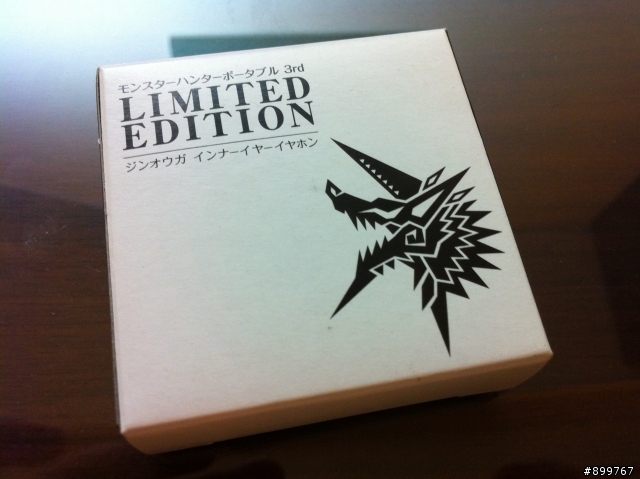 モンスターハンターポータブル 3rd
LIMITED
EDITION
ジンオウガ インナーイヤーイヤホン
#899767